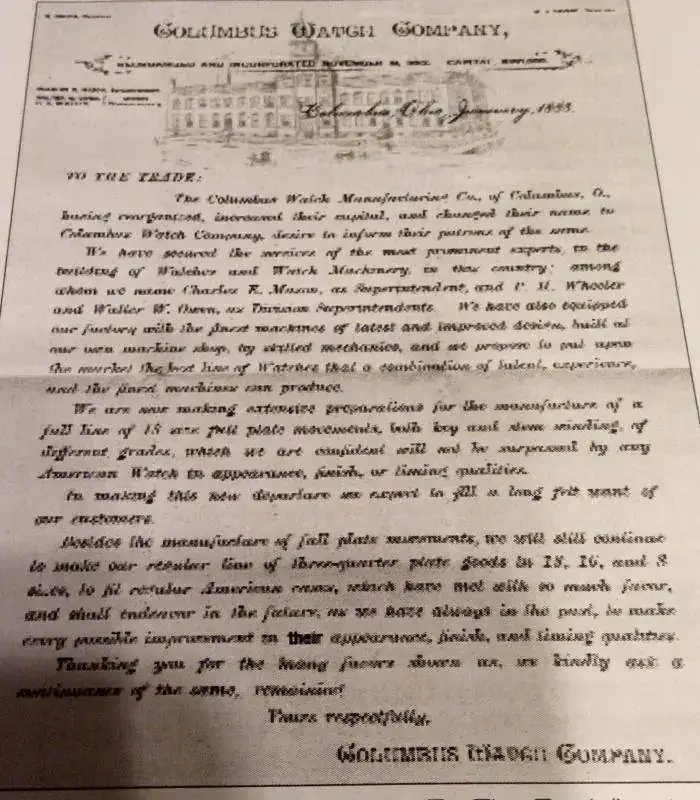 COLUMBUS WATCH COMPANY,
REORGANIZED AND INCORPORATED NOVEMBER CAPITAL
Columbus, Ohio, January, 1883.
TO THE TRADE:
The Columbus Watch Manufacturing Co., of Columbus, O.,
having reorganized, increased their capital, and changed their name to
Columbus Watch Company, desire to inform their patrons of the same.
We have secured the services of the most prominent experts, in the
building of Watches and Watch Machinery, in this country; among
whom we name Charles E. Mason, as Superintendent, and Wheeler
and Walter W. Owen, as Division Superintendents. We have also equipped
our factory with the finest machines of latest and improved design, built at
our own machine shop, by skilled mechanics, and we propose to put upon
the market the best line of Watches that a combination of talent, experience,
and the finest machines can produce.
We are now making extensive preparations for the manufacture of a
full line of 18 size full plate movements, both key and stem winding, of
different grades, which we are confident will not be surpassed by any
American Watch in appearance, finish, or timing qualities.
In making this new departure we expect to fill a long felt want of
our customers.
Besides the manufacture of full plate movements, we will still continue
to make our regular line of three-quarter plate goods in 18, 16, and 8
sizes, to fit regular American cases, which have met with so much favor,
and shall endeavor in the future, as we have always in the past, to make
every possible improvement in their appearance, finish, and timing qualities.
Thanking you for the many favors shown us, we kindly ask a
continuance of the same, remaining
Yours respectfully,
COLUMBUS WATCH COMPANY.